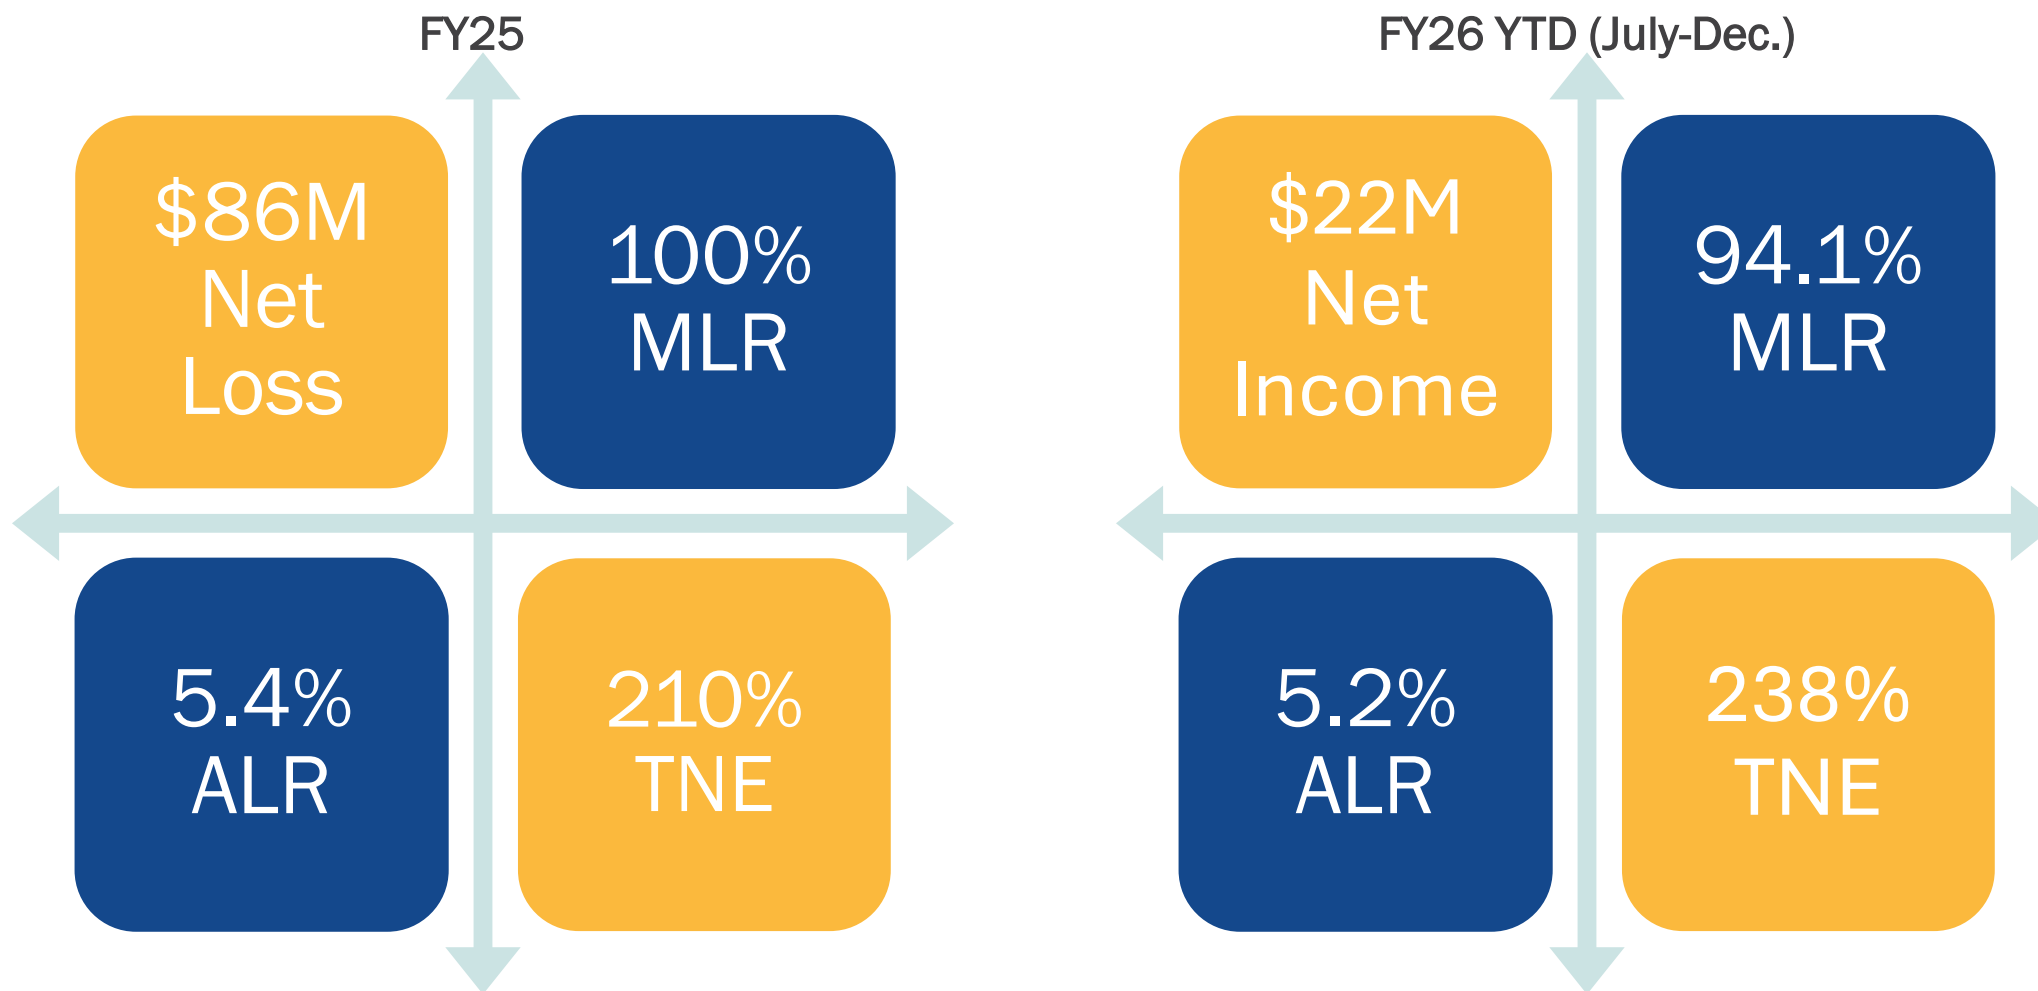 FY25
$86M
Net
Loss
100%
MLR
5.4%
ALR
210%
TNE
FY26 YTD (July-Dec.)
$22M
Net
Income
94.1%
MLR
5.2%
ALR
238%
TNE